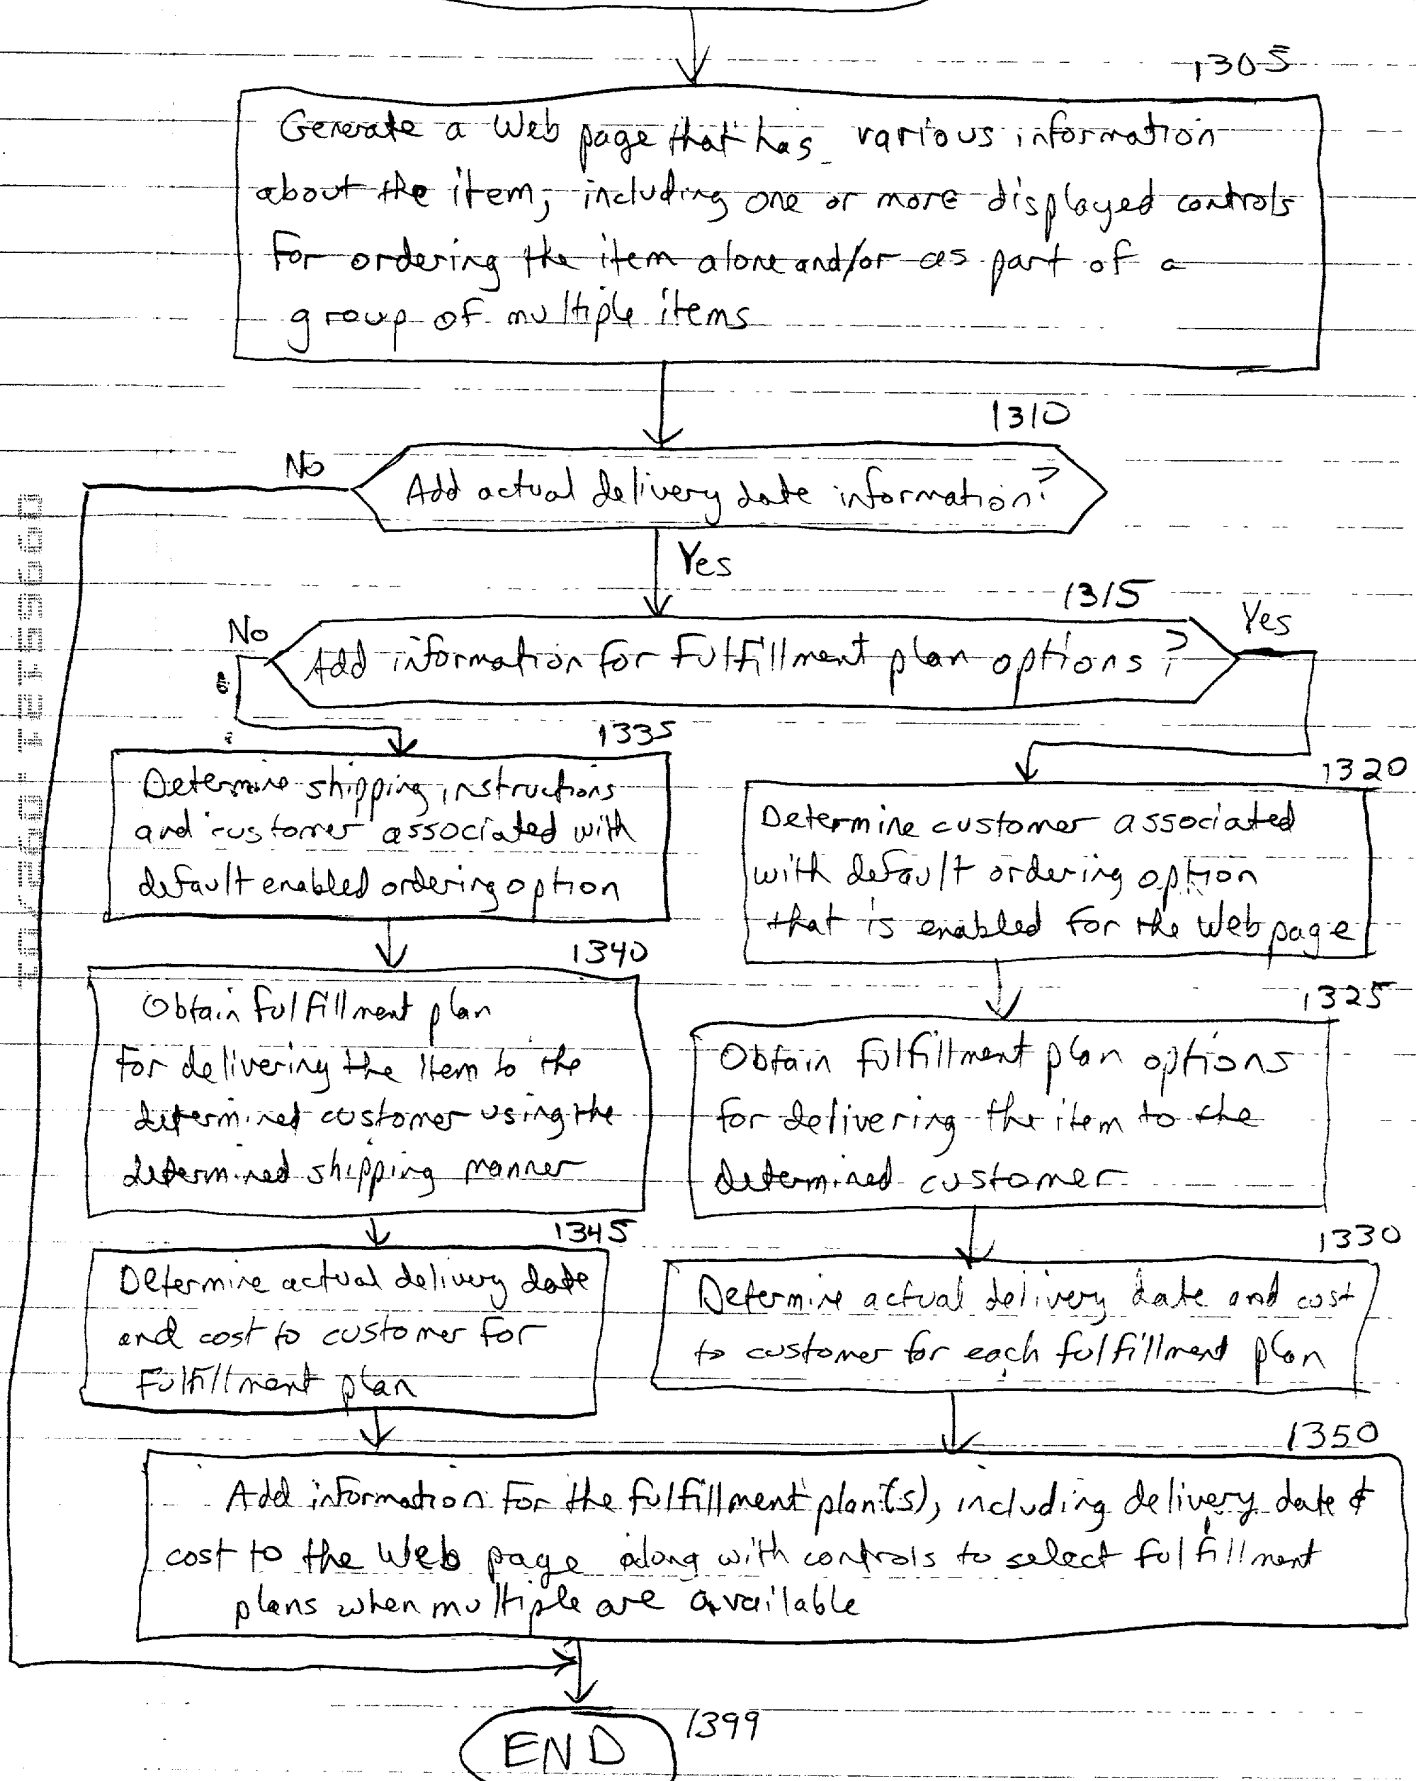 1305
Generate a Web page that has various information
about the item, including one or more displayed controls
for ordering the item alone and/or as part of a
group of multiple items
1310
No
Add actual delivery date information?
Yes
1315
No
Yes
Add information for fulfillment plan options?
1335
Determine shipping instructions
and customer associated with
default enabled ordering option
1320
Determine customer associated
with default ordering option
that is enabled for the Web page
1340
Obtain fulfillment plan
for delivering the item to the
determined customer using the
determined shipping manner
1325
Obtain fulfillment plan options
for delivering the item to the
determined customer
1345
Determine actual delivery date
and cost to customer for
fulfillment plan
1330
Determine actual delivery date and cost
to customer for each fulfillment plan
1350
Add information for the fulfillment plan(s), including delivery date &
cost to the Web page along with controls to select fulfillment
plans when multiple are available
END
1399